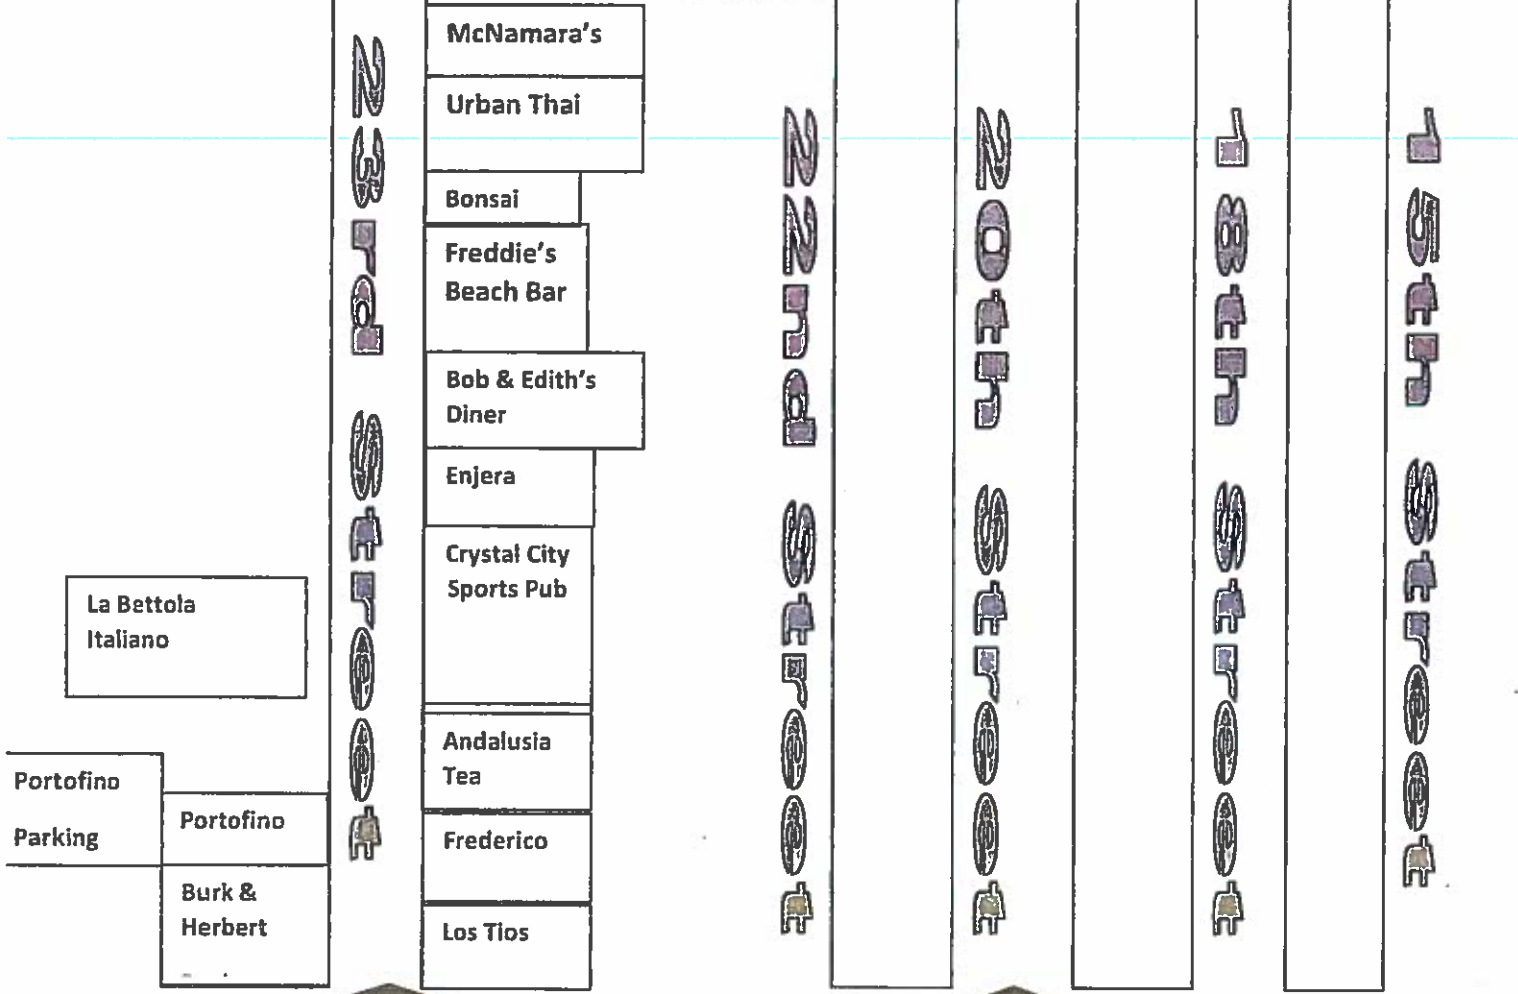 McNamara's
Urban Thai
Bonsai
Freddie's
Beach Bar
Bob & Edith's
Diner
Enjera
Crystal City
Sports Pub
Andalusia
Tea
Frederico
Los Tios
La Bettola
Italiano
Portofino
Parking
Portofino
Burk &
Herbert
23rd Street
22nd Street
20th Street
18th Street
15th Street